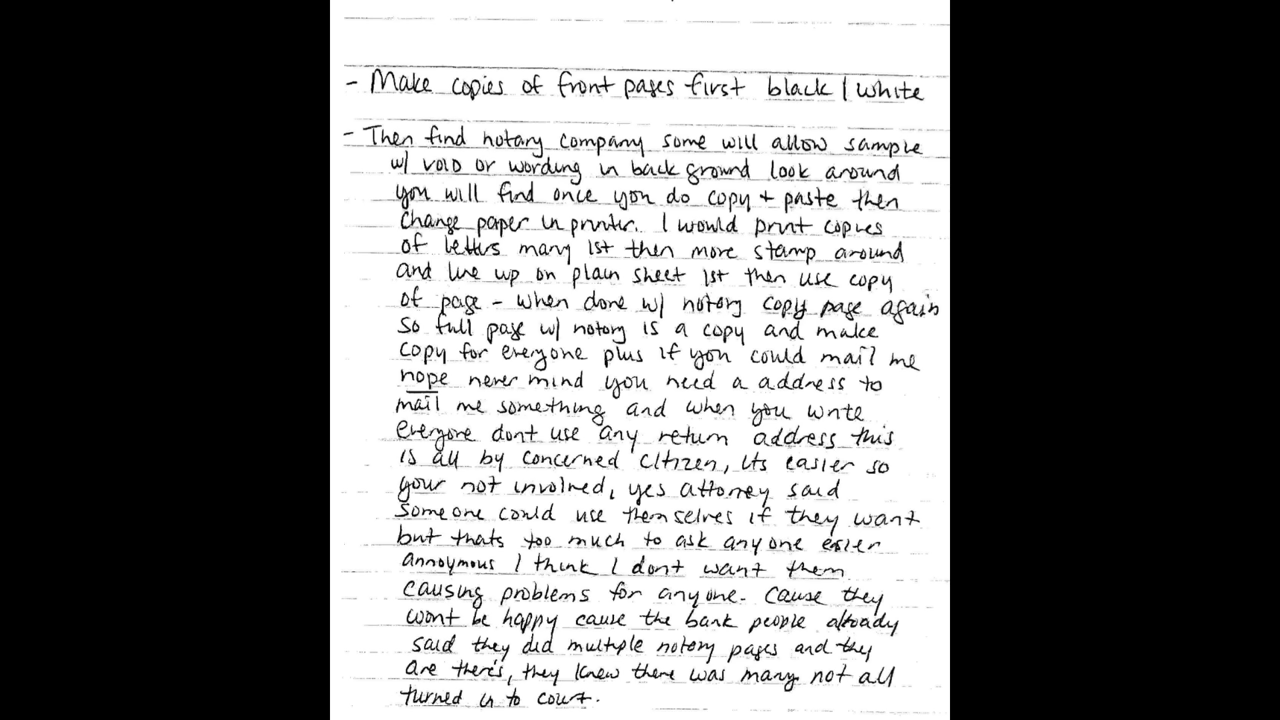 - Make copies of front pages first black / white
- Then find notary company some will allow sample
w/ void or wording in back ground look around
you will find once you do copy + paste then
change paper in printer. I would print copies
of letters many 1st then more stamp around
and line up on plain sheet 1st then use copy
of page - when done w/ notary copy page again
so full page w/ notory is a copy and make
copy for everyone plus if you could mail me
nope never mind you need a address to
mail me something and when you write
everyone dont use any return address this
is all by concerned citizen, its easier so
your not involned, yes attorney said
someone could use themselves if they want
but thats too much to ask anyone esier
annoymous I think I dont want them
causing problems for anyone. Cause they
wont be happy cause the bank people already
said they did multiple notory pages and they
are there's, they knew there was many not all
turned in to court.